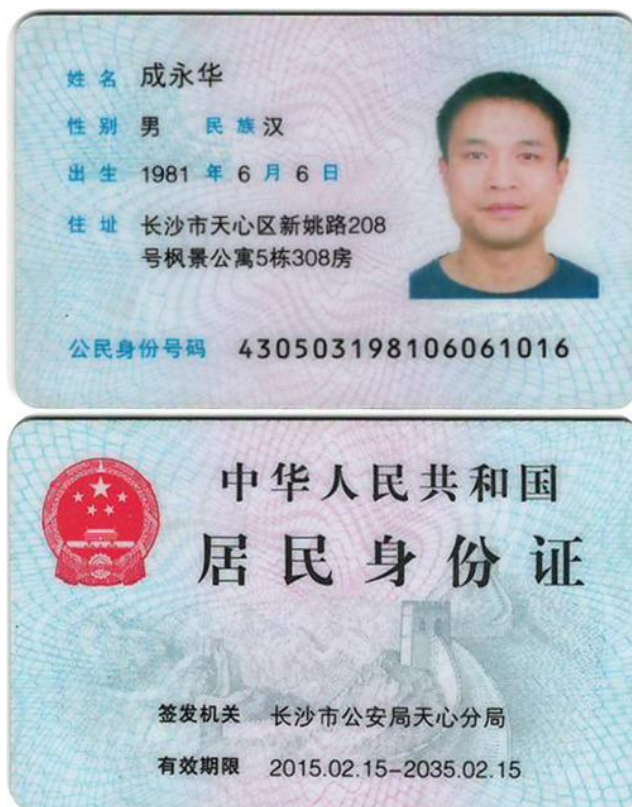 姓名 成永华
性别 男 民族 汉
出生 1981 年 6 月 6 日
住址 长沙市天心区新姚路208
号枫景公寓5栋308房
公民身份号码 430503198106061016
中华人民共和国
居民身份证
签发机关 长沙市公安局天心分局
有效期限 2015.02.15-2035.02.15